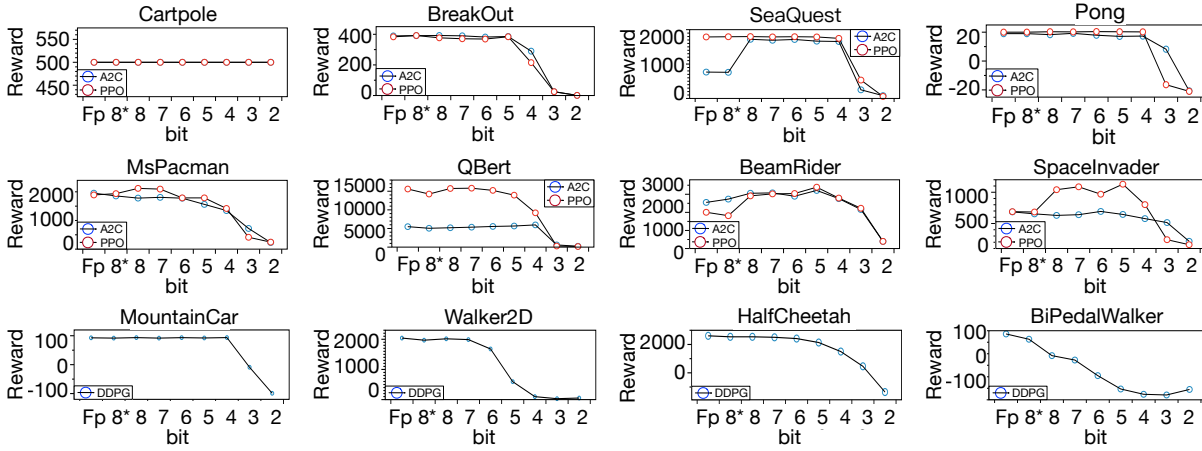 Cartpole
BreakOut
SeaQuest
Pong
Reward
550
500
450
A2C
PPO
Fp 8* 8 7 6 5 4 3 2
bit
Reward
400
200
0
A2C
PPO
Fp 8* 8 7 6 5 4 3 2
bit
Reward
2000
1000
0
A2C
PPO
Fp 8* 8 7 6 5 4 3 2
bit
Reward
20
0
-20
A2C
PPO
Fp 8* 8 7 6 5 4 3 2
bit
MsPacman
QBert
BeamRider
SpaceInvader
Reward
2000
1000
0
A2C
PPO
Fp 8* 8 7 6 5 4 3 2
bit
Reward
15000
10000
5000
0
A2C
PPO
Fp 8* 8 7 6 5 4 3 2
bit
Reward
3000
2000
1000
0
A2C
PPO
Fp 8* 8 7 6 5 4 3 2
bit
Reward
1000
500
0
A2C
PPO
Fp 8* 8 7 6 5 4 3 2
bit
MountainCar
Walker2D
HalfCheetah
BiPedalWalker
Reward
100
0
-100
DDPG
Fp 8* 8 7 6 5 4 3 2
bit
Reward
2000
1000
0
DDPG
Fp 8* 8 7 6 5 4 3 2
bit
Reward
2000
0
DDPG
Fp 8* 8 7 6 5 4 3 2
bit
Reward
100
0
-100
DDPG
Fp 8* 8 7 6 5 4 3 2
bit